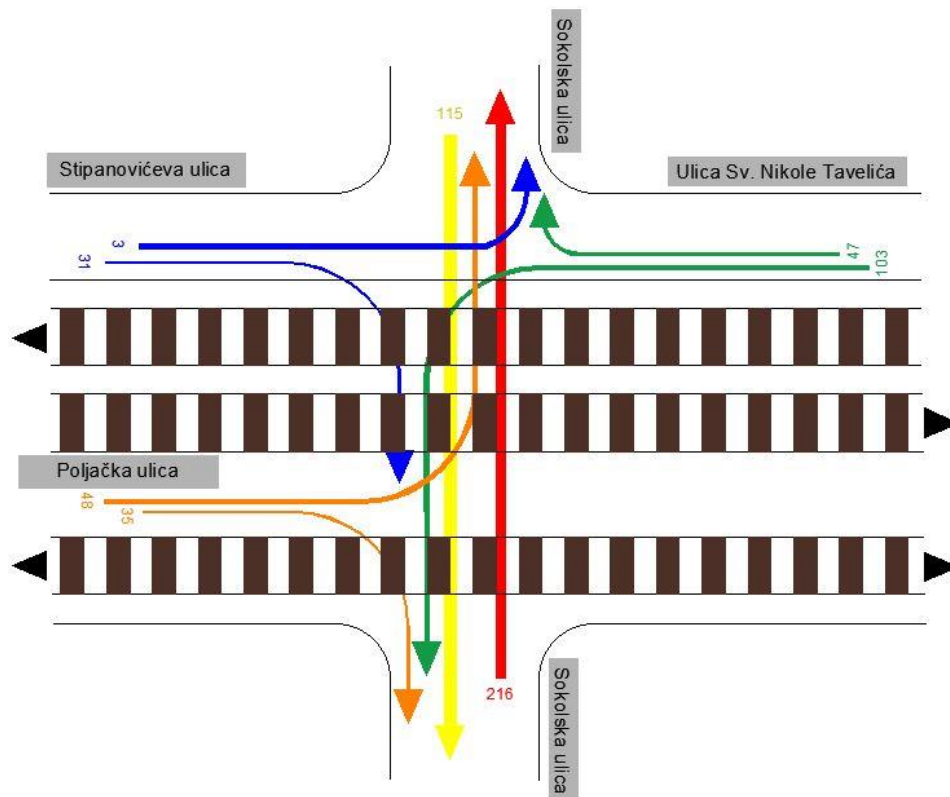 Sokolska ulica
115
Stipanovićeva ulica
Ulica Sv. Nikole Tavelića
3
31
47
103
Poljačka ulica
48
35
216
Sokolska ulica